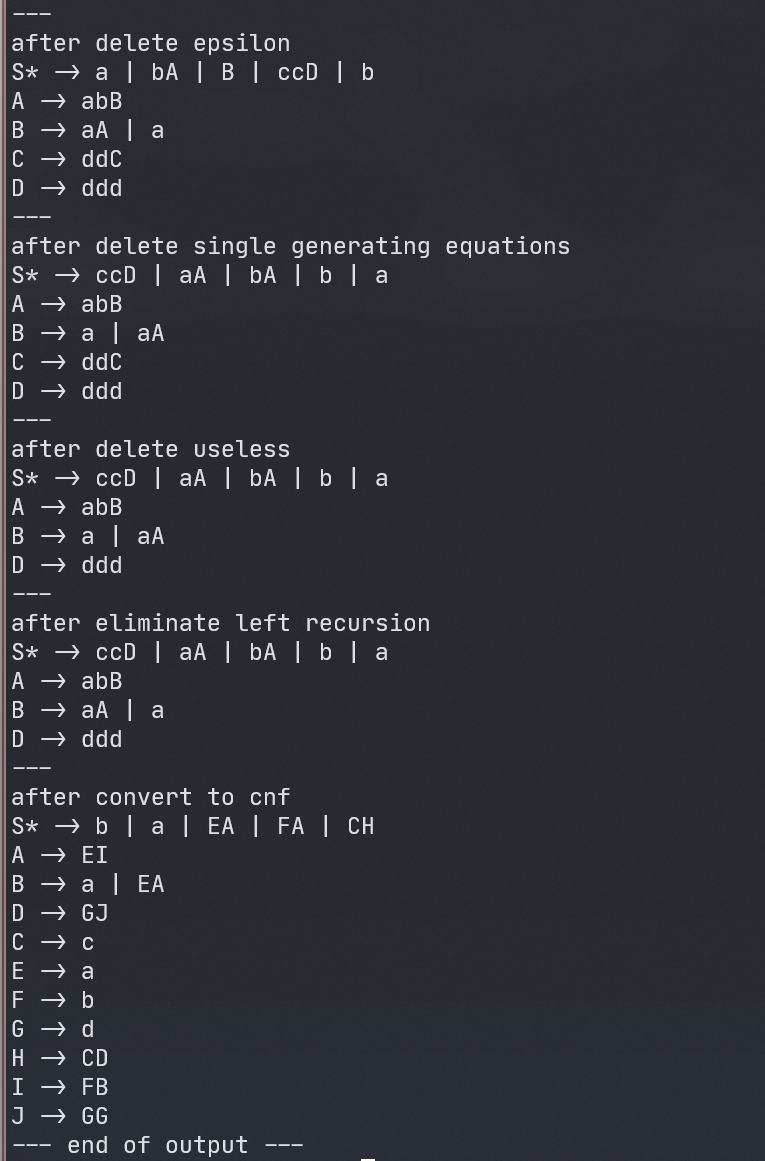 ---
after delete epsilon
S* -> a | bA | B | ccD | b
A -> abB
B -> aA | a
C -> ddC
D -> ddd
---
after delete single generating equations
S* -> ccD | aA | bA | b | a
A -> abB
B -> a | aA
C -> ddC
D -> ddd
---
after delete useless
S* -> ccD | aA | bA | b | a
A -> abB
B -> a | aA
D -> ddd
---
after eliminate left recursion
S* -> ccD | aA | bA | b | a
A -> abB
B -> aA | a
D -> ddd
---
after convert to cnf
S* -> b | a | EA | FA | CH
A -> EI
B -> a | EA
D -> GJ
C -> c
E -> a
F -> b
G -> d
H -> CD
I -> FB
J -> GG
--- end of output ---